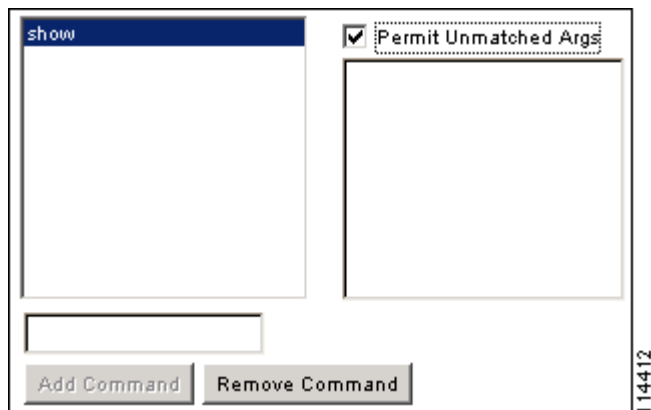 show
Permit Unmatched Args
Add Command
Remove Command
114412